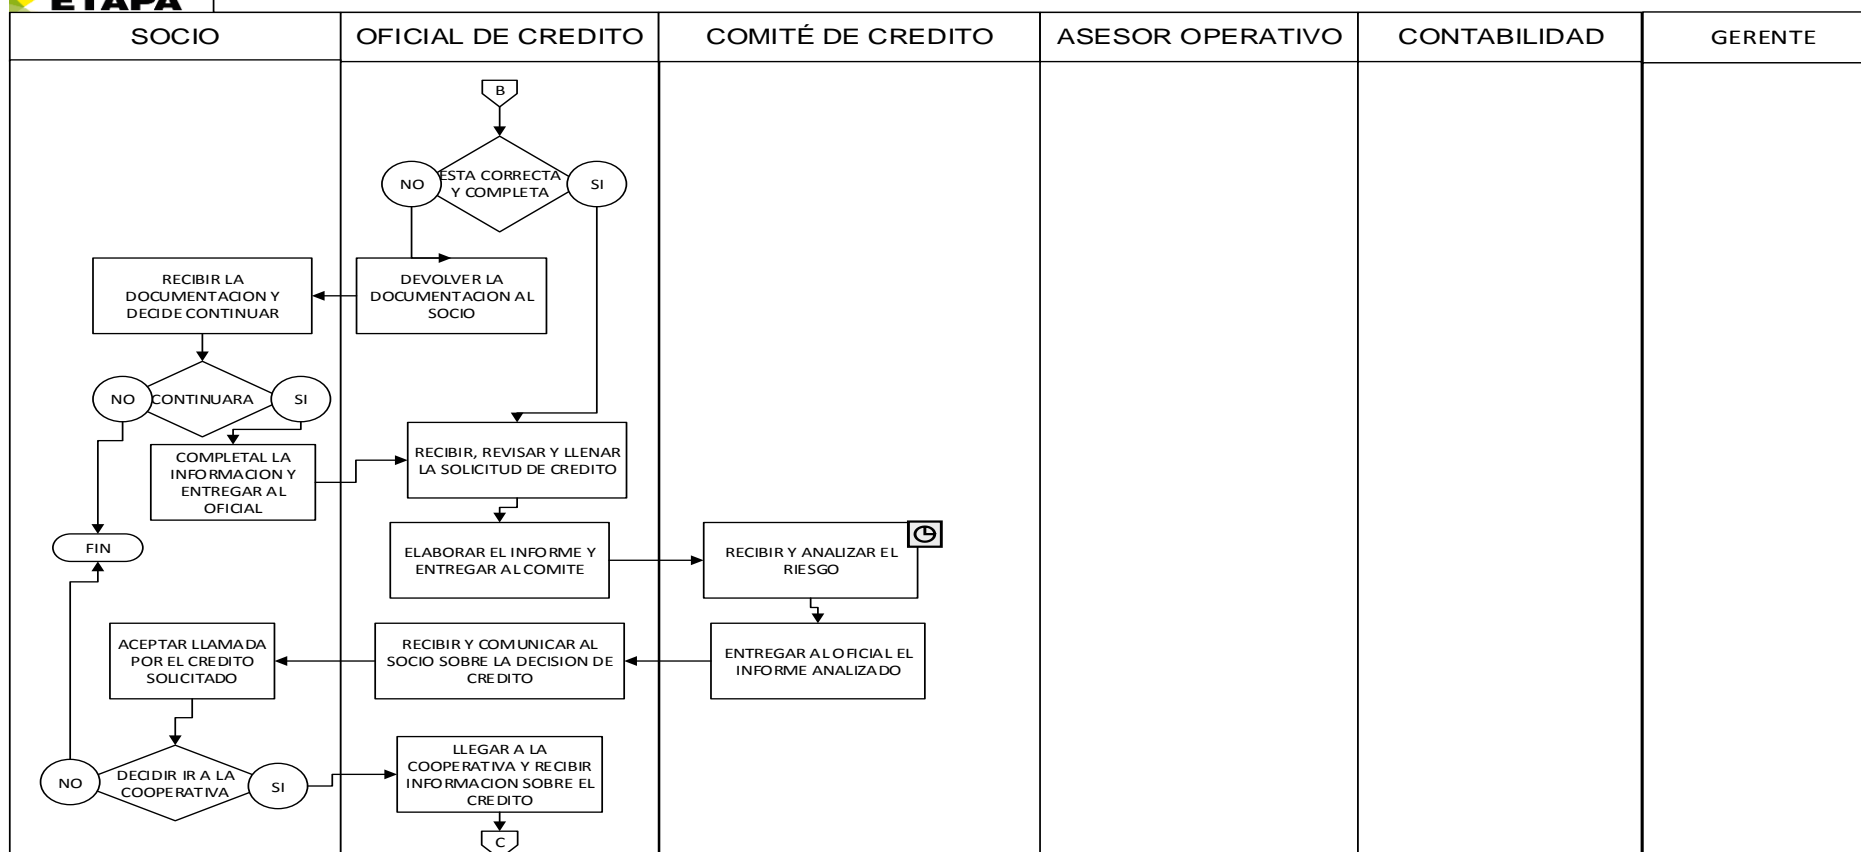 ETAPA
SOCIO
OFICIAL DE CREDITO
COMITÉ DE CREDITO
ASESOR OPERATIVO
CONTABILIDAD
GERENTE
B
NO
ESTA CORRECTA
Y COMPLETA
SI
RECIBIR LA
DOCUMENTACION Y
DECIDE CONTINUAR
DEVOLVER LA
DOCUMENTACION AL
SOCIO
NO
CONTINUARA
SI
COMPLETAL LA
INFORMACION Y
ENTREGAR AL
OFICIAL
RECIBIR, REVISAR Y LLENAR
LA SOLICITUD DE CREDITO
FIN
ELABORAR EL INFORME Y
ENTREGAR AL COMITE
RECIBIR Y ANALIZAR EL
RIESGO
ACEPTAR LLAMADA
POR EL CREDITO
SOLICITADO
RECIBIR Y COMUNICAR AL
SOCIO SOBRE LA DECISION DE
CREDITO
ENTREGAR AL OFICIAL EL
INFORME ANALIZADO
NO
DECIDIR IR A LA
COOPERATIVA
SI
LLEGAR A LA
COOPERATIVA Y RECIBIR
INFORMACION SOBRE EL
CREDITO
C